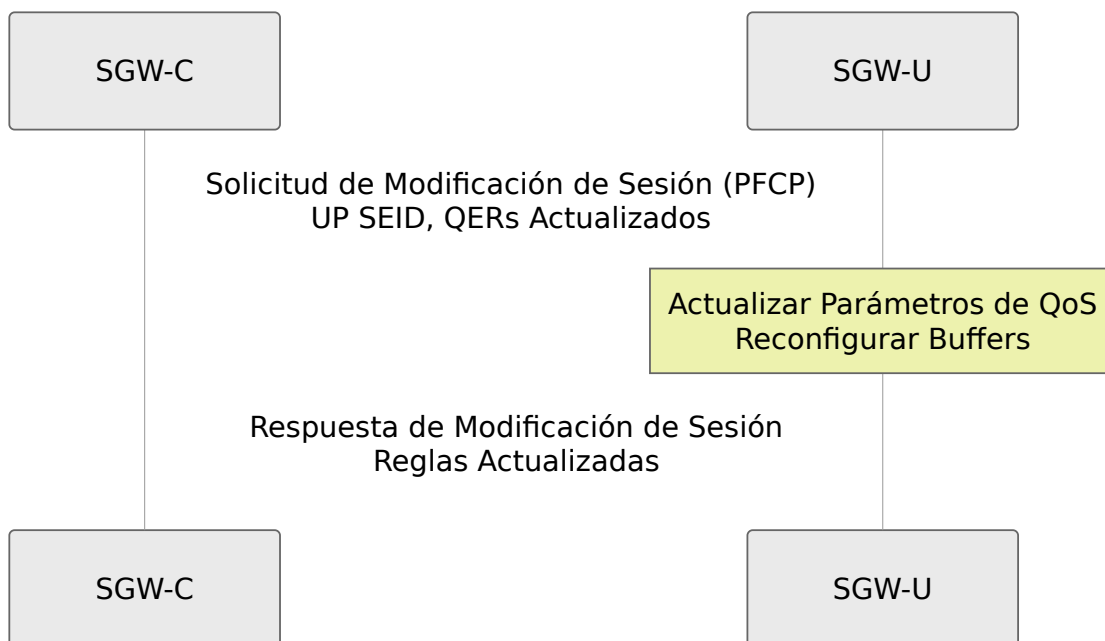 SGW-C
SGW-U
Solicitud de Modificación de Sesión (PFCP)
UP SEID, QERs Actualizados
Actualizar Parámetros de QoS
Reconfigurar Buffers
Respuesta de Modificación de Sesión
Reglas Actualizadas
SGW-C
SGW-U